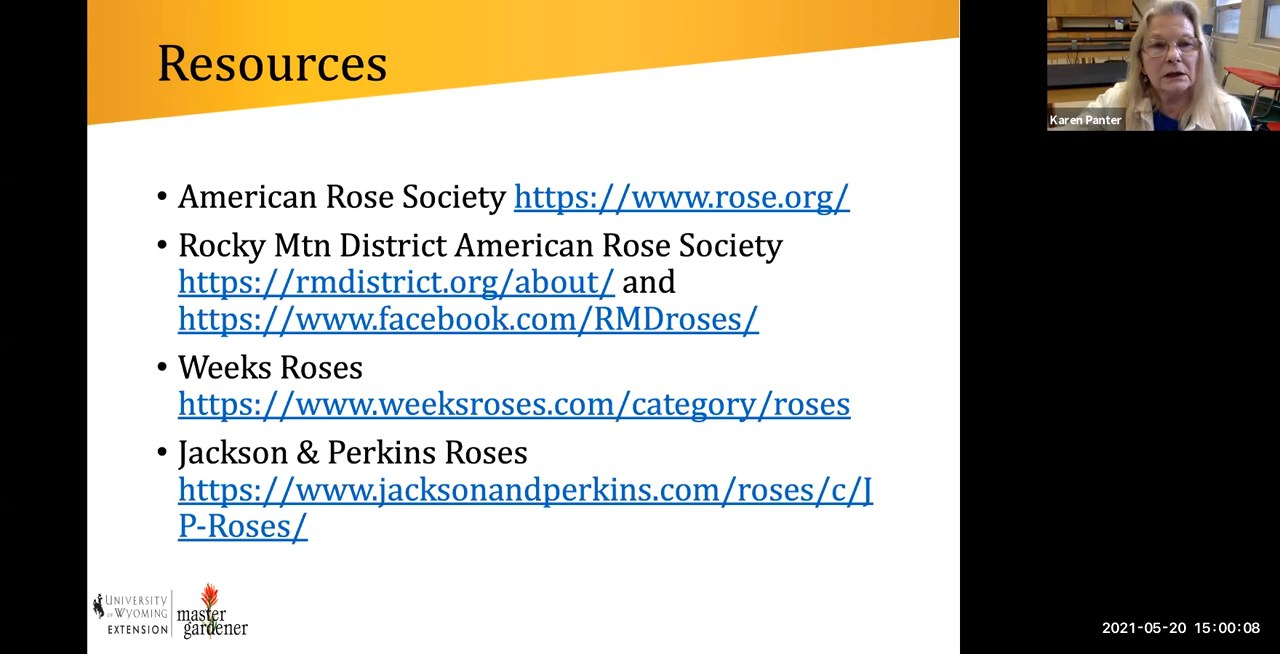 Resources
• American Rose Society https://www.rose.org/
• Rocky Mtn District American Rose Society
https://rmdistrict.org/about/ and
https://www.facebook.com/RMDroses/
• Weeks Roses
https://www.weeksroses.com/category/roses
• Jackson & Perkins Roses
https://www.jacksonandperkins.com/roses/c/J
P-Roses/
UNIVERSITY
OF WYOMING
EXTENSION
master
gardener
Karen Panter
2021-05-20 15:00:08